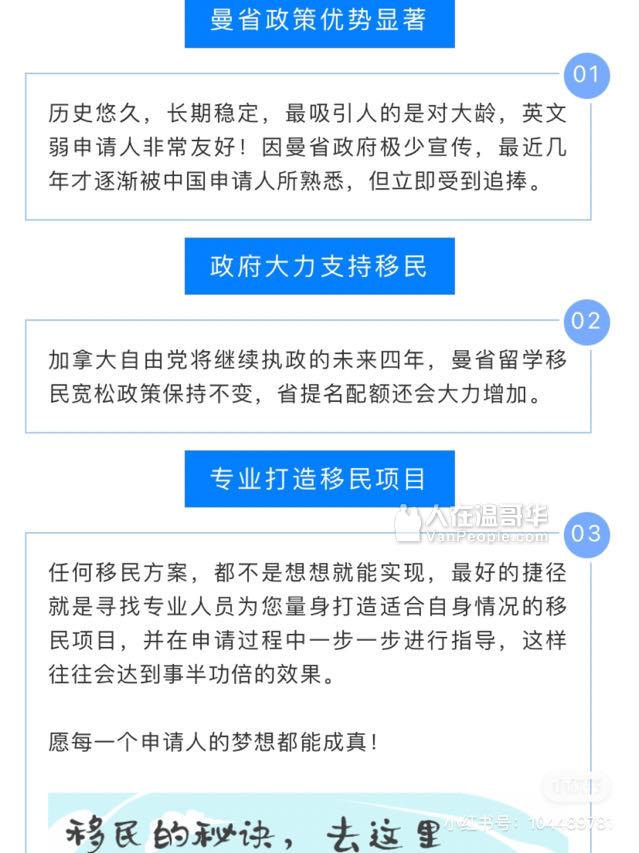 曼省政策优势显著
01
历史悠久，长期稳定，最吸引人的是对大龄，英文
弱申请人非常友好！因曼省政府极少宣传，最近几
年才逐渐被中国申请人所熟悉，但立即受到追捧。
政府大力支持移民
02
加拿大自由党将继续执政的未来四年，曼省留学移
民宽松政策保持不变，省提名配额还会大力增加。
专业打造移民项目
人在温哥华
VanPeople.com
03
任何移民方案，都不是想想就能实现，最好的捷径
就是寻找专业人员为您量身打造适合自身情况的移
民项目，并在申请过程中一步一步进行指导，这样
往往会达到事半功倍的效果。
愿每一个申请人的梦想都能成真！
小红书
移民的秘诀，去这里
小红书号：104489781